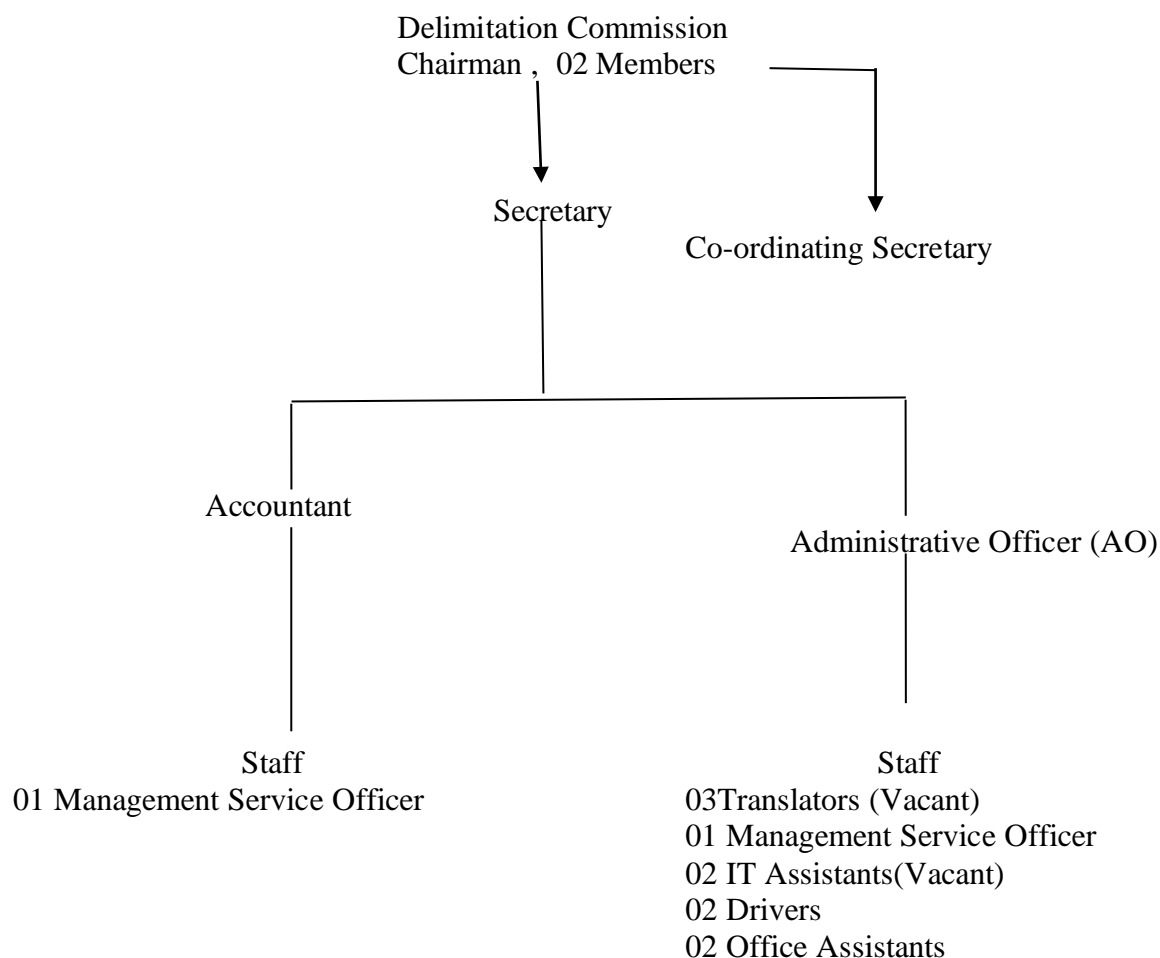 Delimitation Commission
Chairman , 02 Members
Secretary
Co-ordinating Secretary
Accountant
Administrative Officer (AO)
Staff
01 Management Service Officer
Staff
03Translators (Vacant)
01 Management Service Officer
02 IT Assistants(Vacant)
02 Drivers
02 Office Assistants